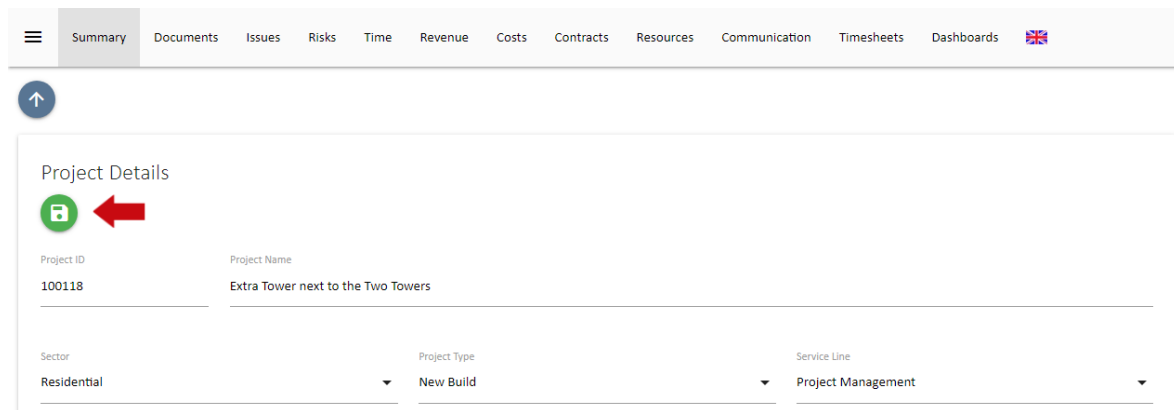 Summary Documents Issues Risks Time Revenue Costs Contracts Resources Communication Timesheets Dashboards
Project Details
Project ID Project Name
100118 Extra Tower next to the Two Towers
Sector Project Type Service Line
Residential New Build Project Management